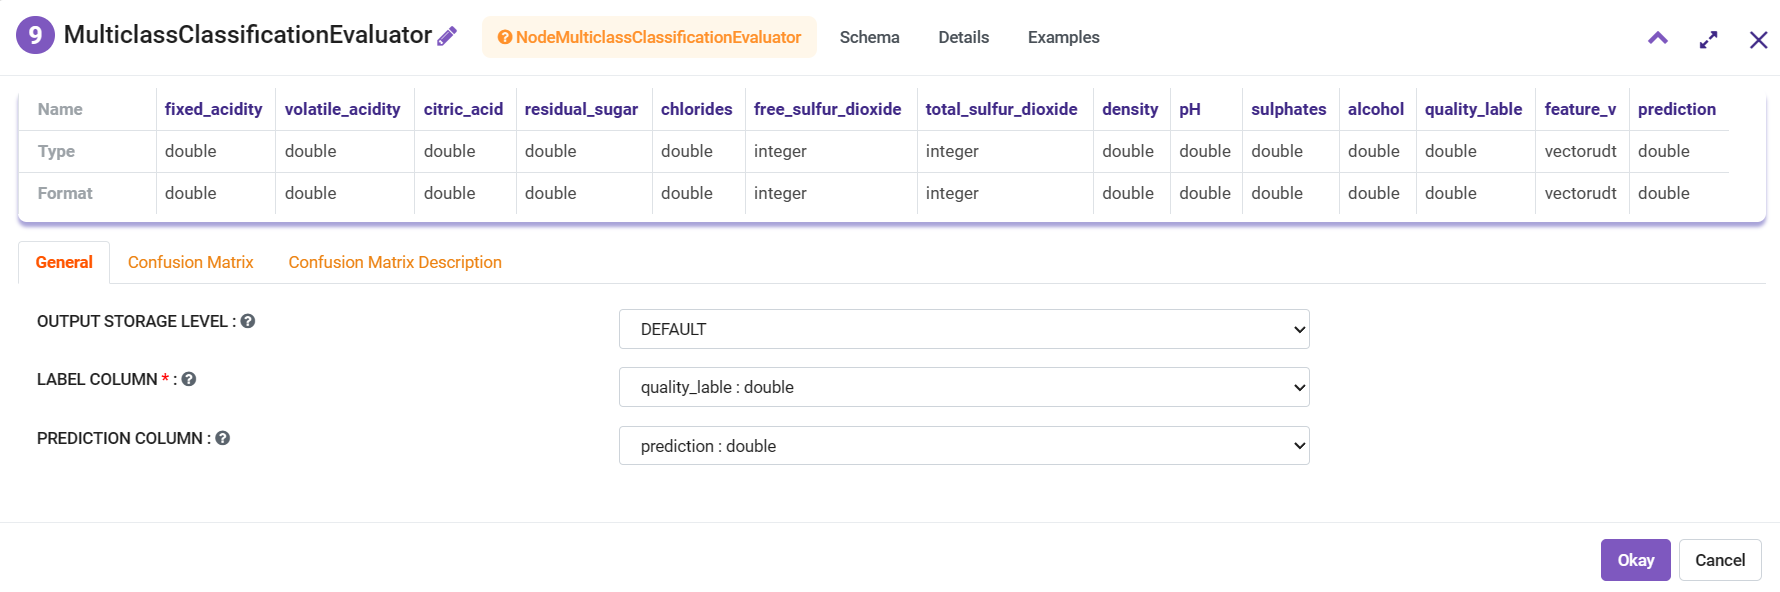 9 MulticlassClassificationEvaluator NodeMulticlassClassificationEvaluator Schema Details Examples
Name fixed_acidity volatile_acidity citric_acid residual_sugar chlorides free_sulfur_dioxide total_sulfur_dioxide density pH sulphates alcohol quality_lable feature_v prediction
Type double double double double double integer integer double double double double double vectorudt double
Format double double double double double integer integer double double double double double vectorudt double
General Confusion Matrix Confusion Matrix Description
OUTPUT STORAGE LEVEL : DEFAULT
LABEL COLUMN * : quality_lable : double
PREDICTION COLUMN : prediction : double
Okay Cancel